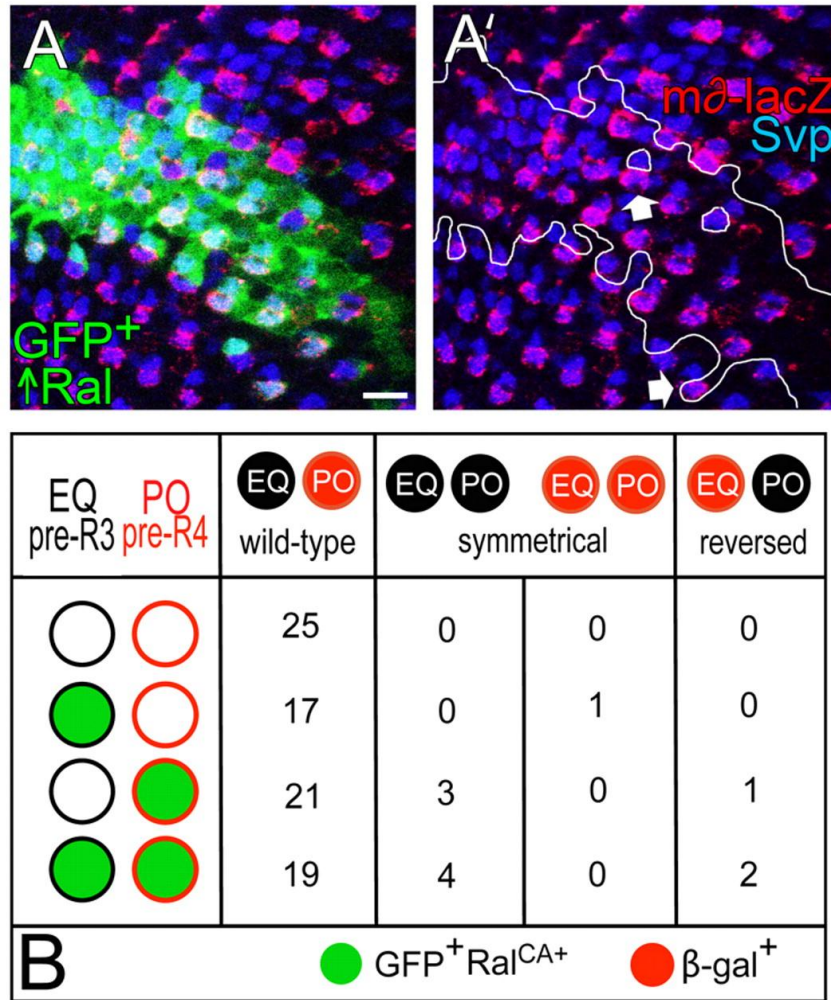 A
GFP+
↑Ral
A'
m∂-lacZ
Svp
EQ PO
pre-R3 pre-R4
EQ PO
wild-type
EQ PO EQ PO
symmetrical
EQ PO
reversed
25 0 0 0
17 0 1 0
21 3 0 1
19 4 0 2
B
GFP+RalCA+
β-gal+